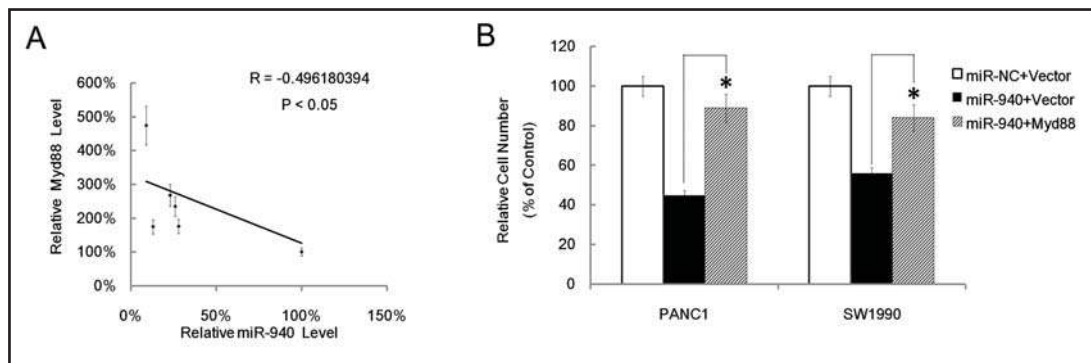 A
R = -0.496180394
P < 0.05
Relative Myd88 Level
600%
500%
400%
300%
200%
100%
0%
0%
50%
100%
150%
Relative miR-940 Level
B
Relative Cell Number
(% of Control)
120
100
80
60
40
20
0
*
*
PANC1
SW1990
miR-NC+Vector
miR-940+Vector
miR-940+Myd88